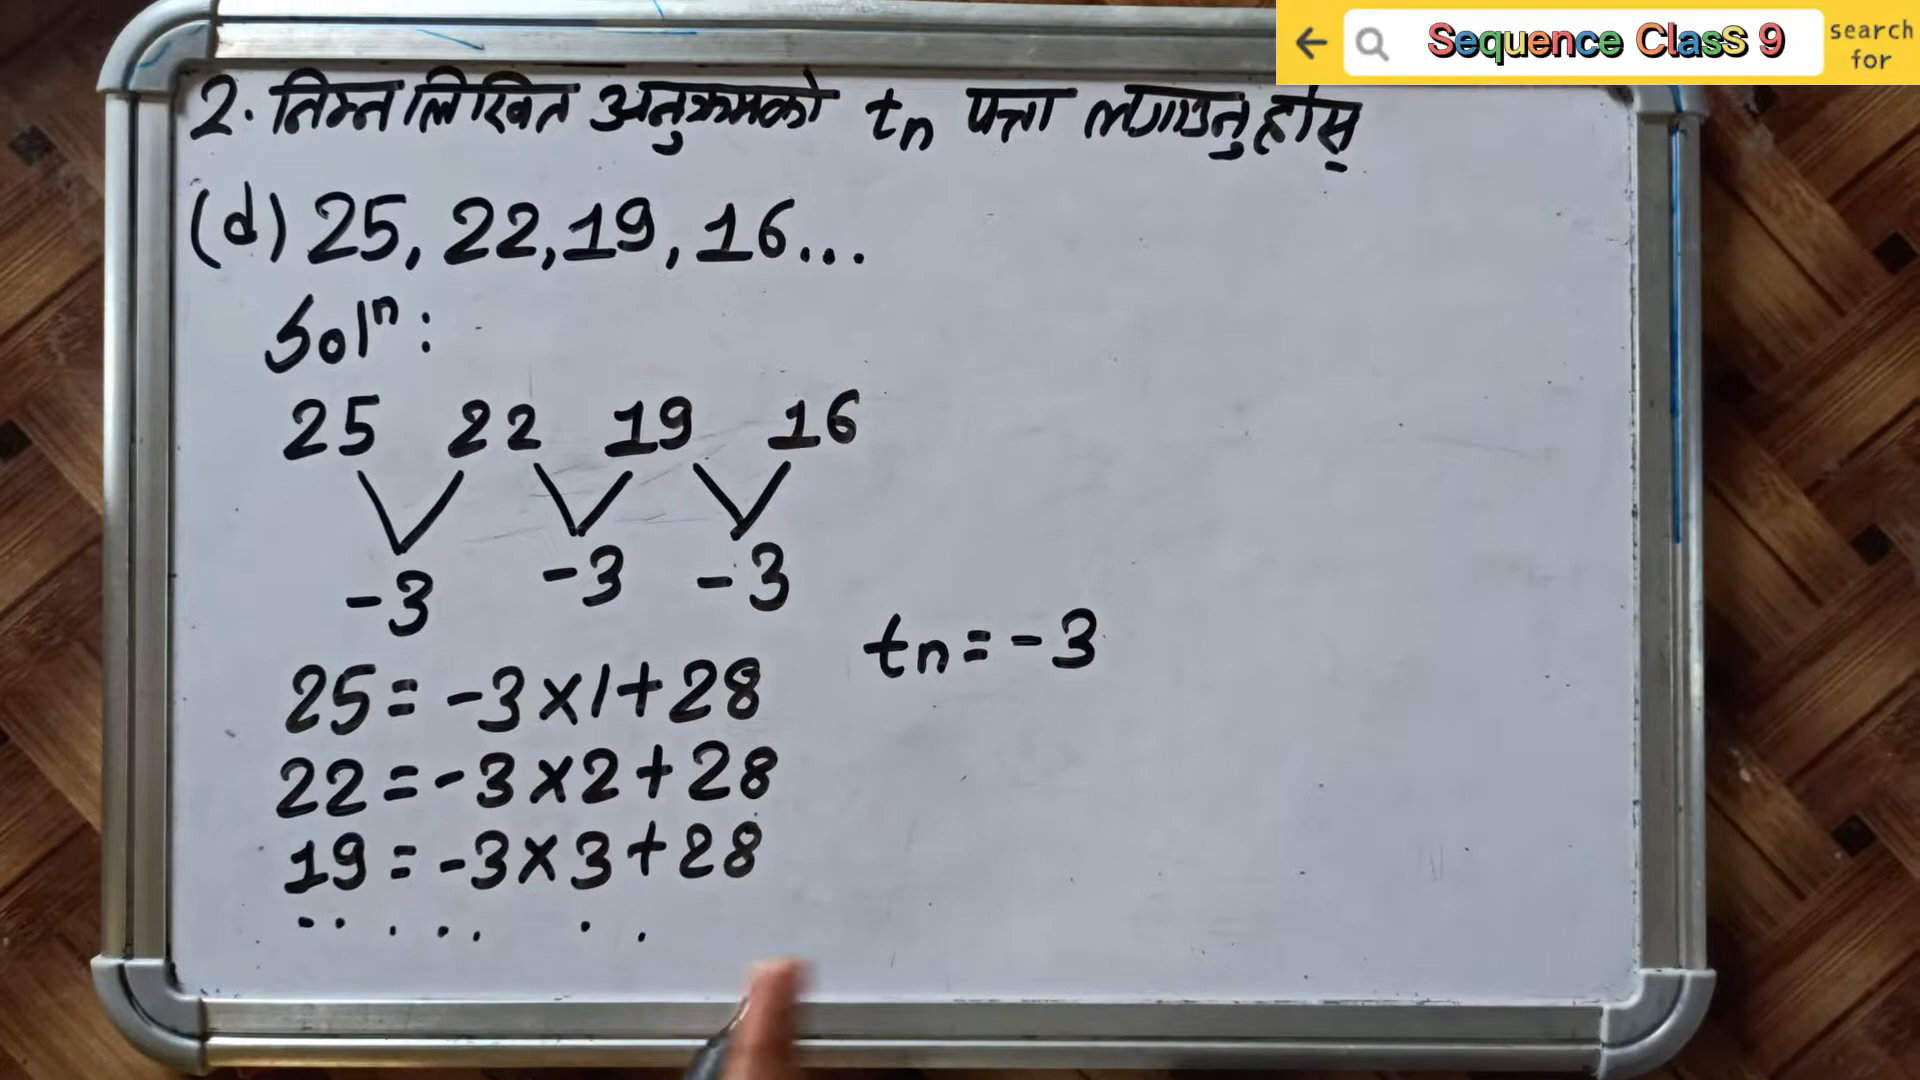 Sequence Class 9
search
for
2. निम्न लिखित अनुक्रमको tn पत्ता लगाउनुहोस्
(d) 25, 22, 19, 16...
Solⁿ:
25 22 19 16
-3 -3 -3
tn = -3
25 = -3×1+28
22 = -3×2+28
19 = -3×3+28
.. . .. . .